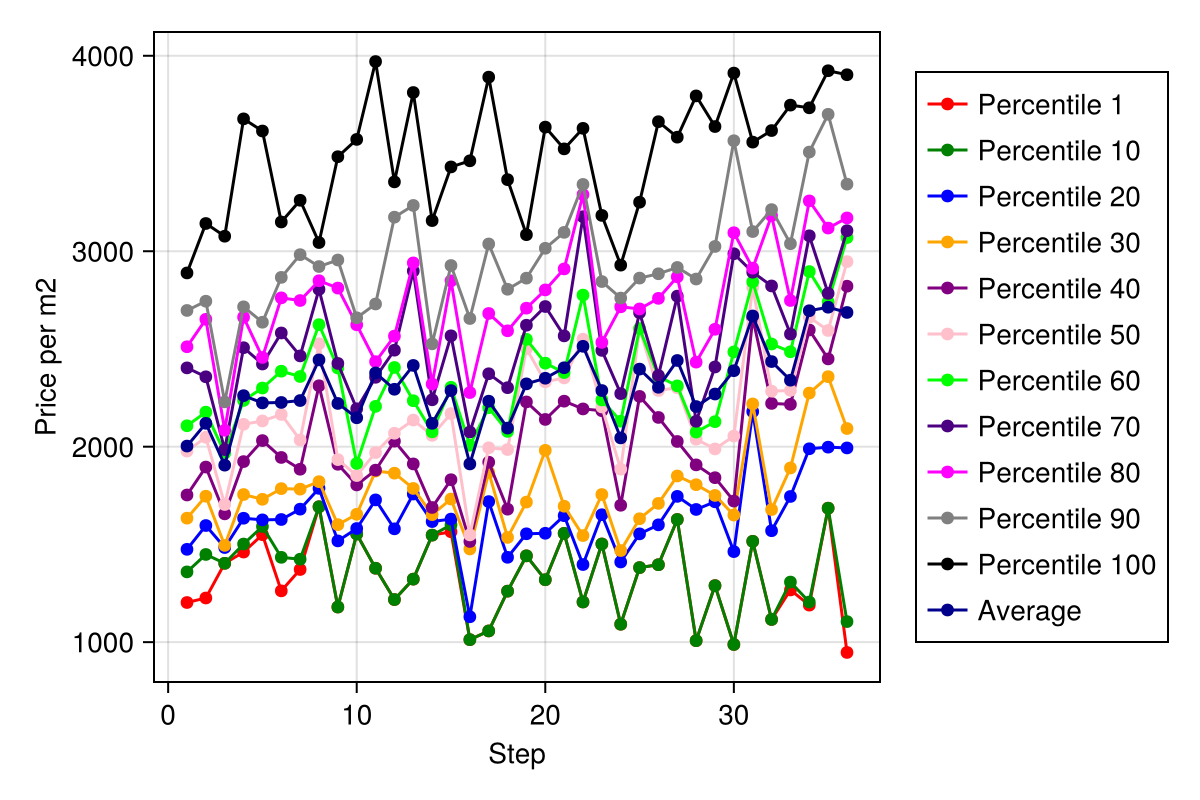 4000
3000
2000
1000
Price per m2
0 10 20 30
Step
Percentile 1
Percentile 10
Percentile 20
Percentile 30
Percentile 40
Percentile 50
Percentile 60
Percentile 70
Percentile 80
Percentile 90
Percentile 100
Average